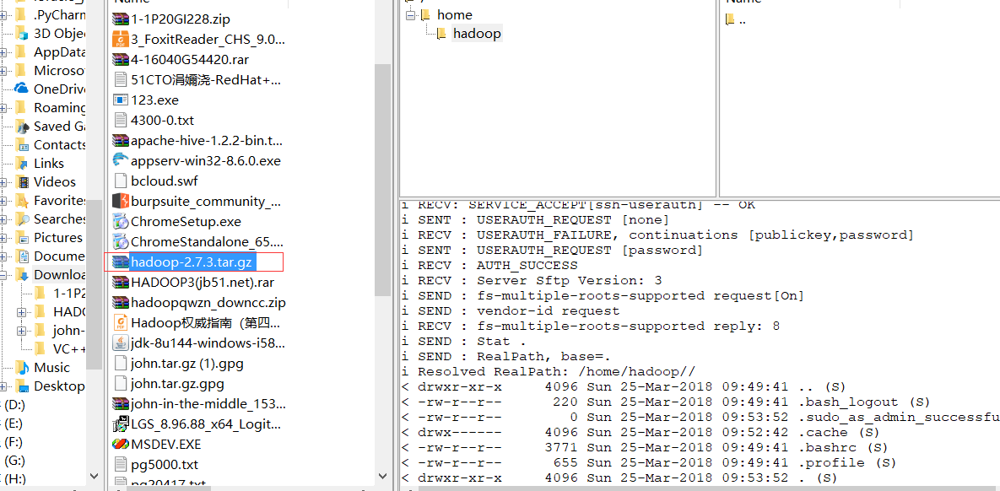 .PyCharm
3D Obje
AppData
Microso
OneDrive
Roaming
Saved Ga
Contacts
Links
Videos
Favorites
Searches
Pictures
Docume
Downloa
1-1P2
HADO
john-
VC++
Music
Desktop
(D:)
(E:)
(F:)
(G:)
(H:)
Name
1-1P20GI228.zip
3_FoxitReader_CHS_9.0...
4-16040G54420.rar
51CTO涓嬭浇-RedHat+...
123.exe
4300-0.txt
apache-hive-1.2.2-bin.t...
appserv-win32-8.6.0.exe
bcloud.swf
burpsuite_community_...
ChromeSetup.exe
ChromeStandalone_65....
hadoop-2.7.3.tar.gz
HADOOP3(jb51.net).rar
hadoopqwzn_downcc.zip
Hadoop权威指南（第四...
jdk-8u144-windows-i58...
john.tar.gz (1).gpg
john.tar.gz.gpg
john-in-the-middle_153...
LGS_8.96.88_x64_Logit...
MSDEV.EXE
pg5000.txt
pg20417.txt
/
home
hadoop
Name
..
i RECV: SERVICE_ACCEPT[ssh-userauth] -- OK
i SENT : USERAUTH_REQUEST [none]
i RECV : USERAUTH_FAILURE, continuations [publickey,password]
i SENT : USERAUTH_REQUEST [password]
i RECV : AUTH_SUCCESS
i RECV : Server Sftp Version: 3
i SEND : fs-multiple-roots-supported request[On]
i SEND : vendor-id request
i RECV : fs-multiple-roots-supported reply: 8
i SEND : Stat .
i SEND : RealPath, base=.
i Resolved RealPath: /home/hadoop//
< drwxr-xr-x 4096 Sun 25-Mar-2018 09:49:41 .. (S)
< -rw-r--r-- 220 Sun 25-Mar-2018 09:49:41 .bash_logout (S)
< -rw-r--r-- 0 Sun 25-Mar-2018 09:53:52 .sudo_as_admin_successfu
< drwx------ 4096 Sun 25-Mar-2018 09:52:42 .cache (S)
< -rw-r--r-- 3771 Sun 25-Mar-2018 09:49:41 .bashrc (S)
< -rw-r--r-- 655 Sun 25-Mar-2018 09:49:41 .profile (S)
< drwxr-xr-x 4096 Sun 25-Mar-2018 09:53:52 . (S)